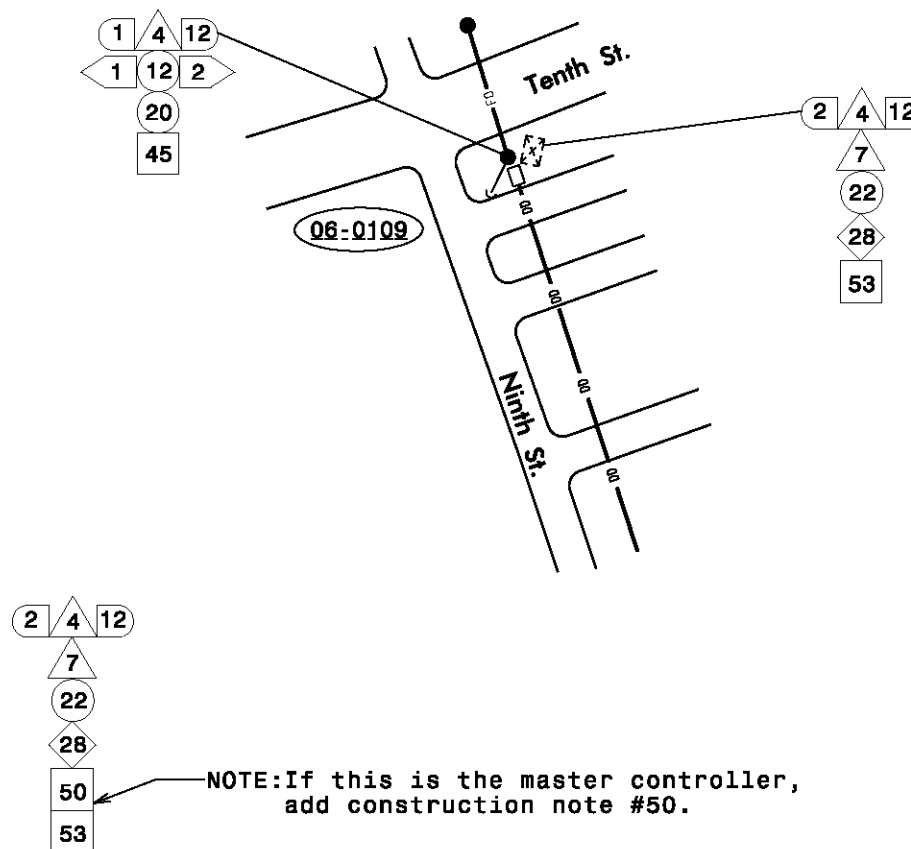 1 4 12
1 12 2
20
45
Tenth St.
FO
2 4 12
7
22
28
53
06-0109
Ninth St.
2 4 12
7
22
28
50
53
NOTE:If this is the master controller,
add construction note #50.